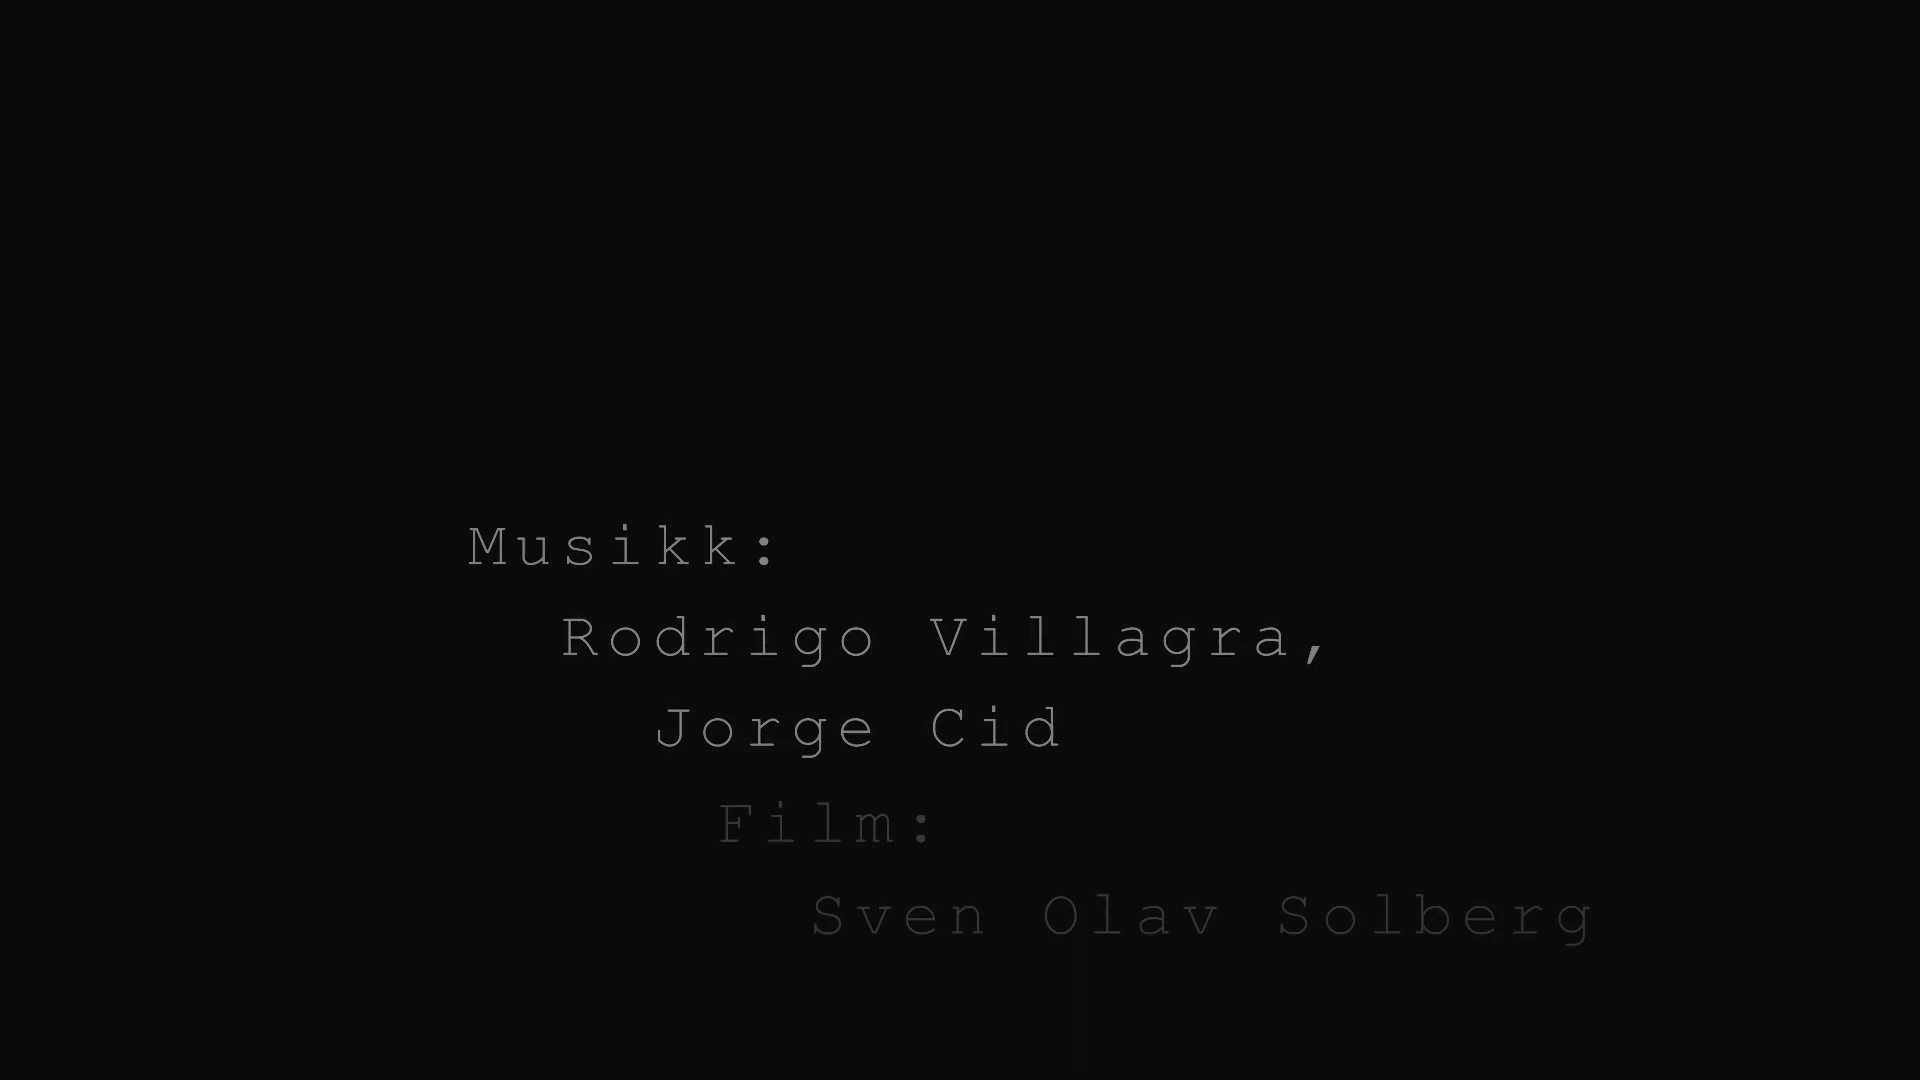 Musikk:
Rodrigo Villagra,
Jorge Cid
Film:
Sven Olav Solberg